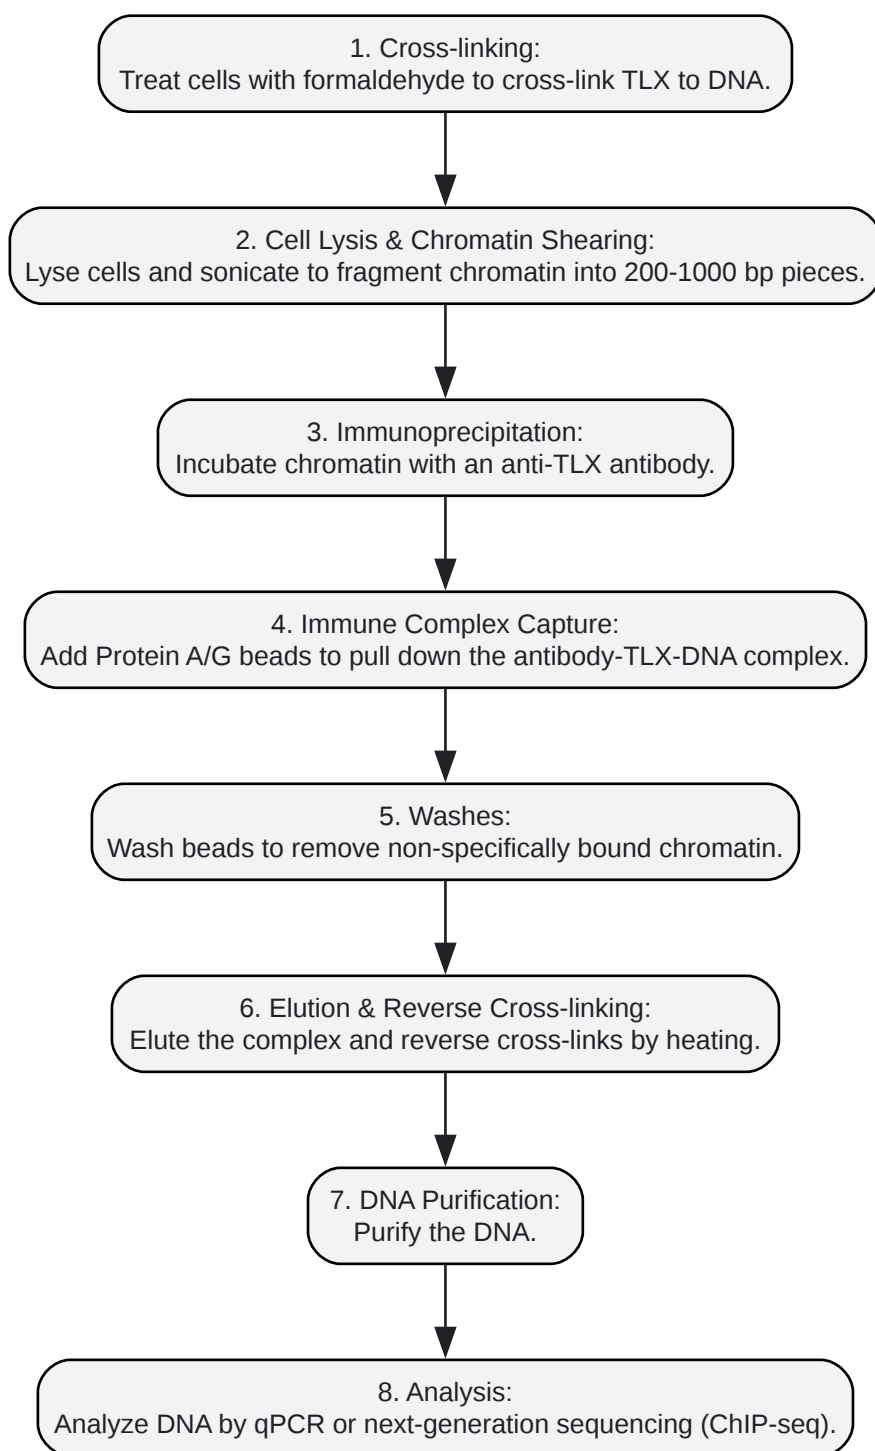 1. Cross-linking:
Treat cells with formaldehyde to cross-link TLX to DNA.
2. Cell Lysis & Chromatin Shearing:
Lyse cells and sonicate to fragment chromatin into 200-1000 bp pieces.
3. Immunoprecipitation:
Incubate chromatin with an anti-TLX antibody.
4. Immune Complex Capture:
Add Protein A/G beads to pull down the antibody-TLX-DNA complex.
5. Washes:
Wash beads to remove non-specifically bound chromatin.
6. Elution & Reverse Cross-linking:
Elute the complex and reverse cross-links by heating.
7. DNA Purification:
Purify the DNA.
8. Analysis:
Analyze DNA by qPCR or next-generation sequencing (ChIP-seq).